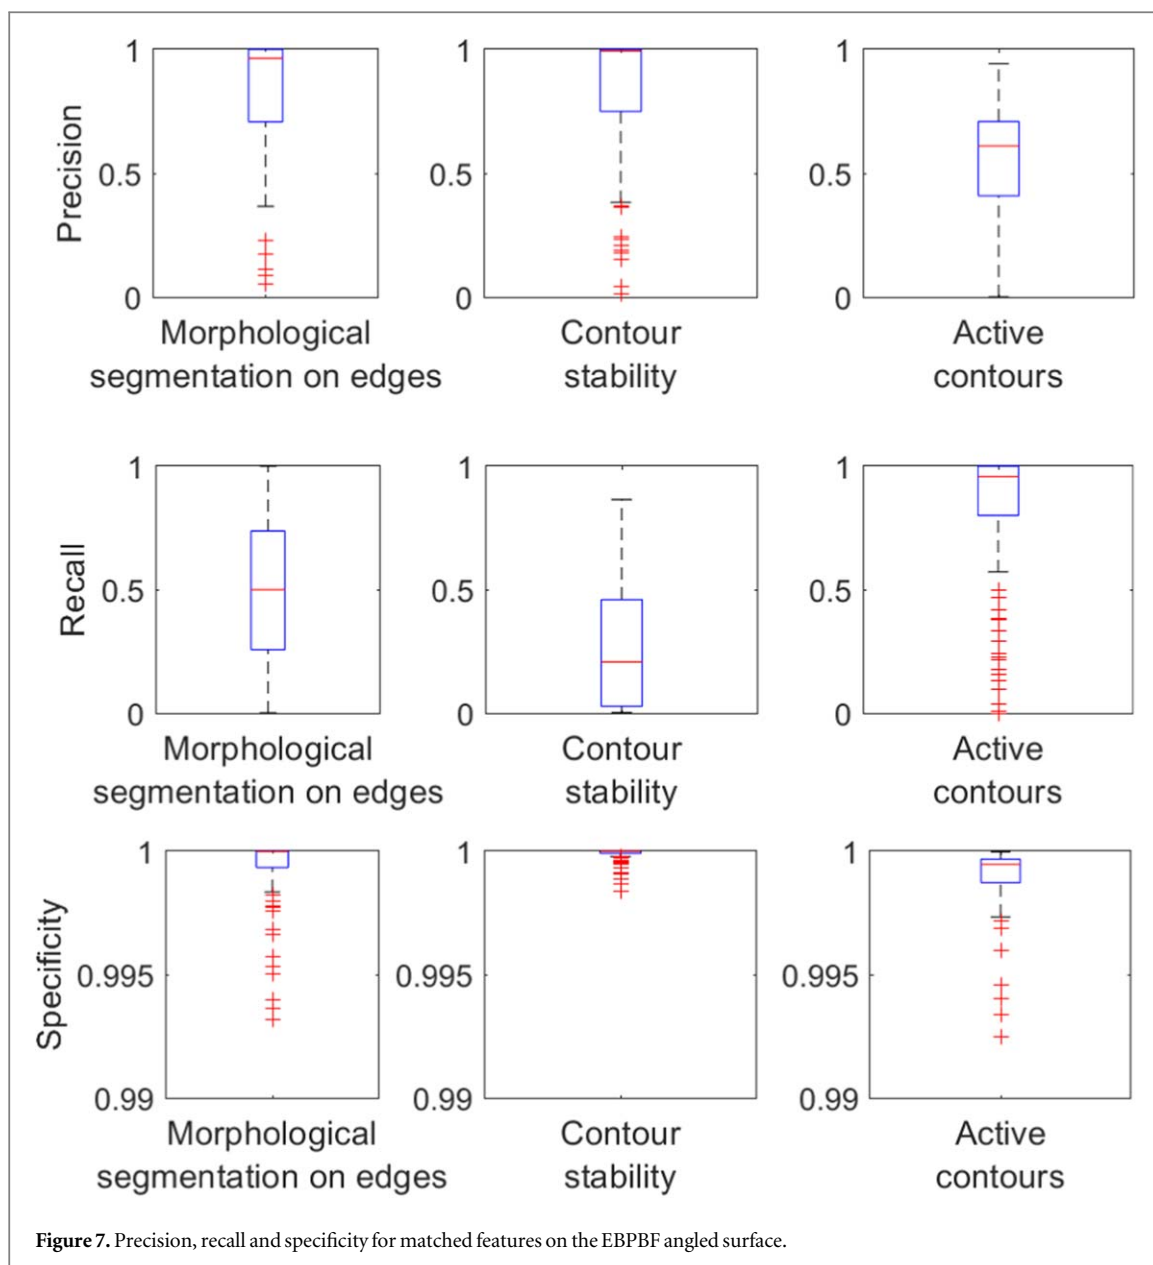 Precision
1
0.5
0
Morphological
segmentation on edges
1
0.5
0
Contour
stability
1
0.5
0
Active
contours
Recall
1
0.5
0
Morphological
segmentation on edges
1
0.5
0
Contour
stability
1
0.5
0
Active
contours
Specificity
1
0.995
0.99
Morphological
segmentation on edges
1
0.995
0.99
Contour
stability
1
0.995
0.99
Active
contours
Figure 7. Precision, recall and specificity for matched features on the EBPBF angled surface.